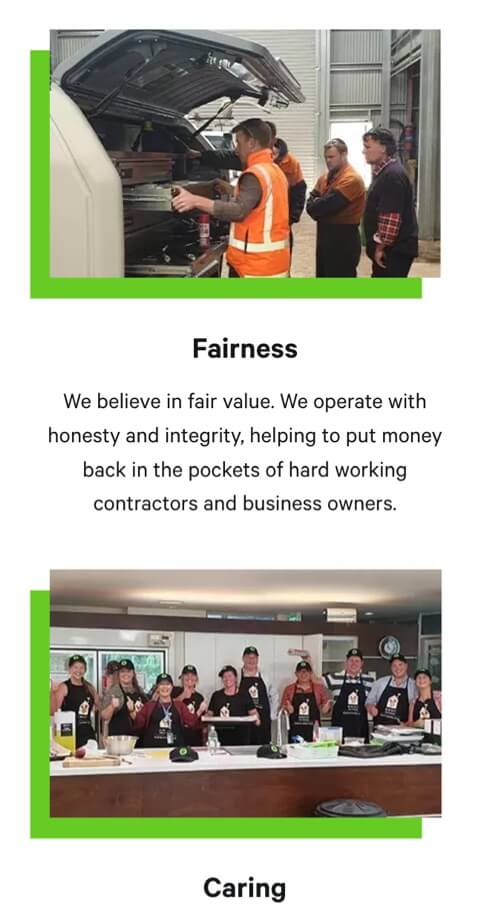 Fairness
We believe in fair value. We operate with
honesty and integrity, helping to put money
back in the pockets of hard working
contractors and business owners.
Caring